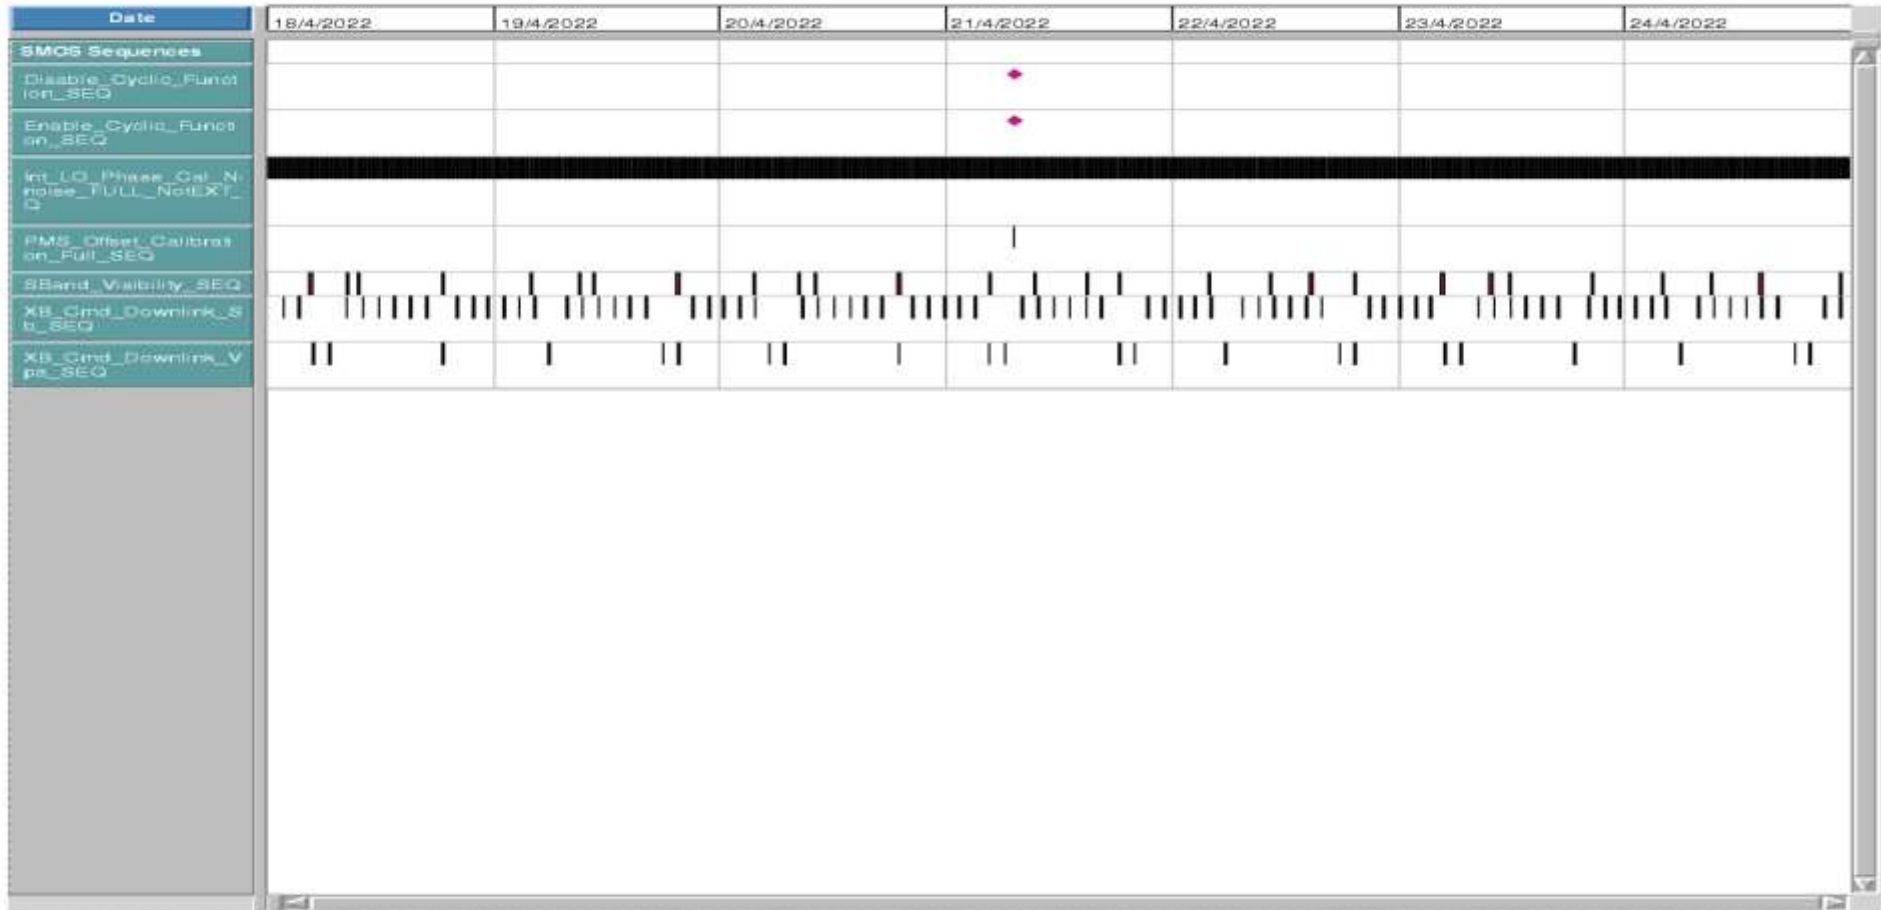 Date
18/4/2022 19/4/2022 20/4/2022 21/4/2022 22/4/2022 23/4/2022 24/4/2022
SMOS Sequences
Disable_Cyclic_Funct
ion_SEQ
Enable_Cyclic_Functi
on_SEQ
Int_LO_Phase_Cal_N
noise_FULL_NotEXT_
Q
PMS_Offset_Calibrati
on_Full_SEQ
SBand_Visibility_SEQ
XB_Cmd_Downlink_S
b_SEQ
XB_Cmd_Downlink_V
pa_SEQ